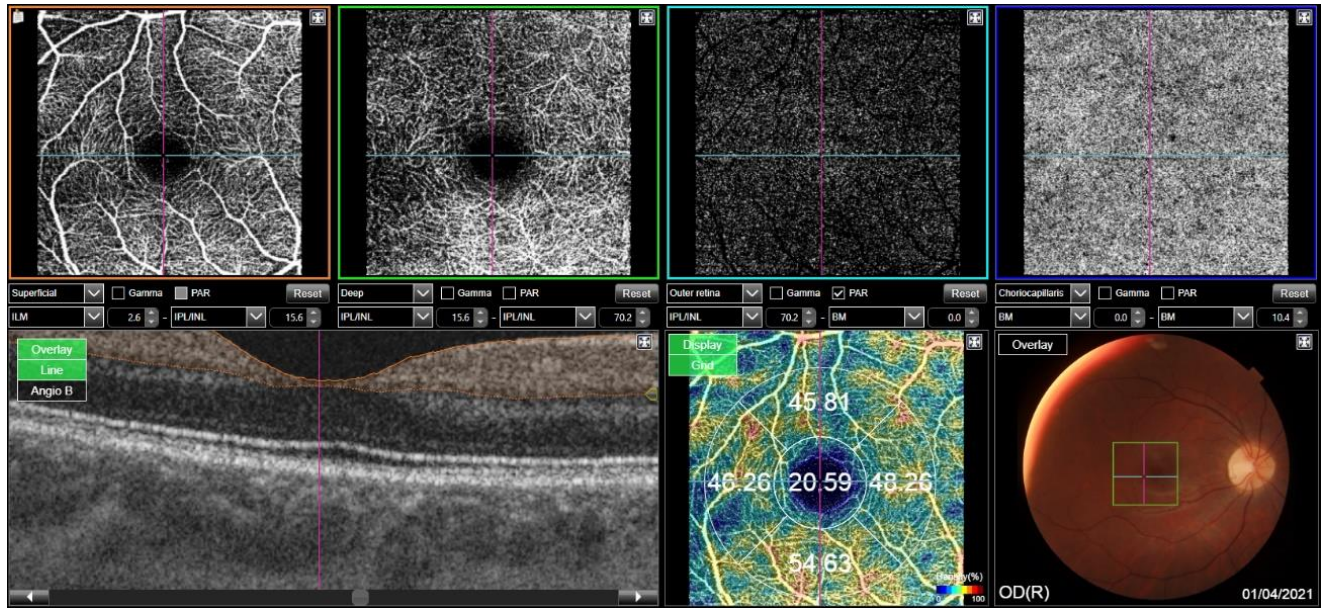 Superficial Gamma PAR Reset
ILM 2.6 - IPL/INL 15.6
Deep Gamma PAR Reset
IPL/INL 15.6 - IPL/INL 70.2
Outer retina Gamma PAR Reset
IPL/INL 70.2 - BM 0.0
Choriocapillaris Gamma PAR Reset
BM 0.0 - BM 10.4
Overlay
Line
Angio B
Display
Grid
45.81
46.26 20.59 48.26
54.63
Density(%)
0 100
Overlay
OD(R) 01/04/2021